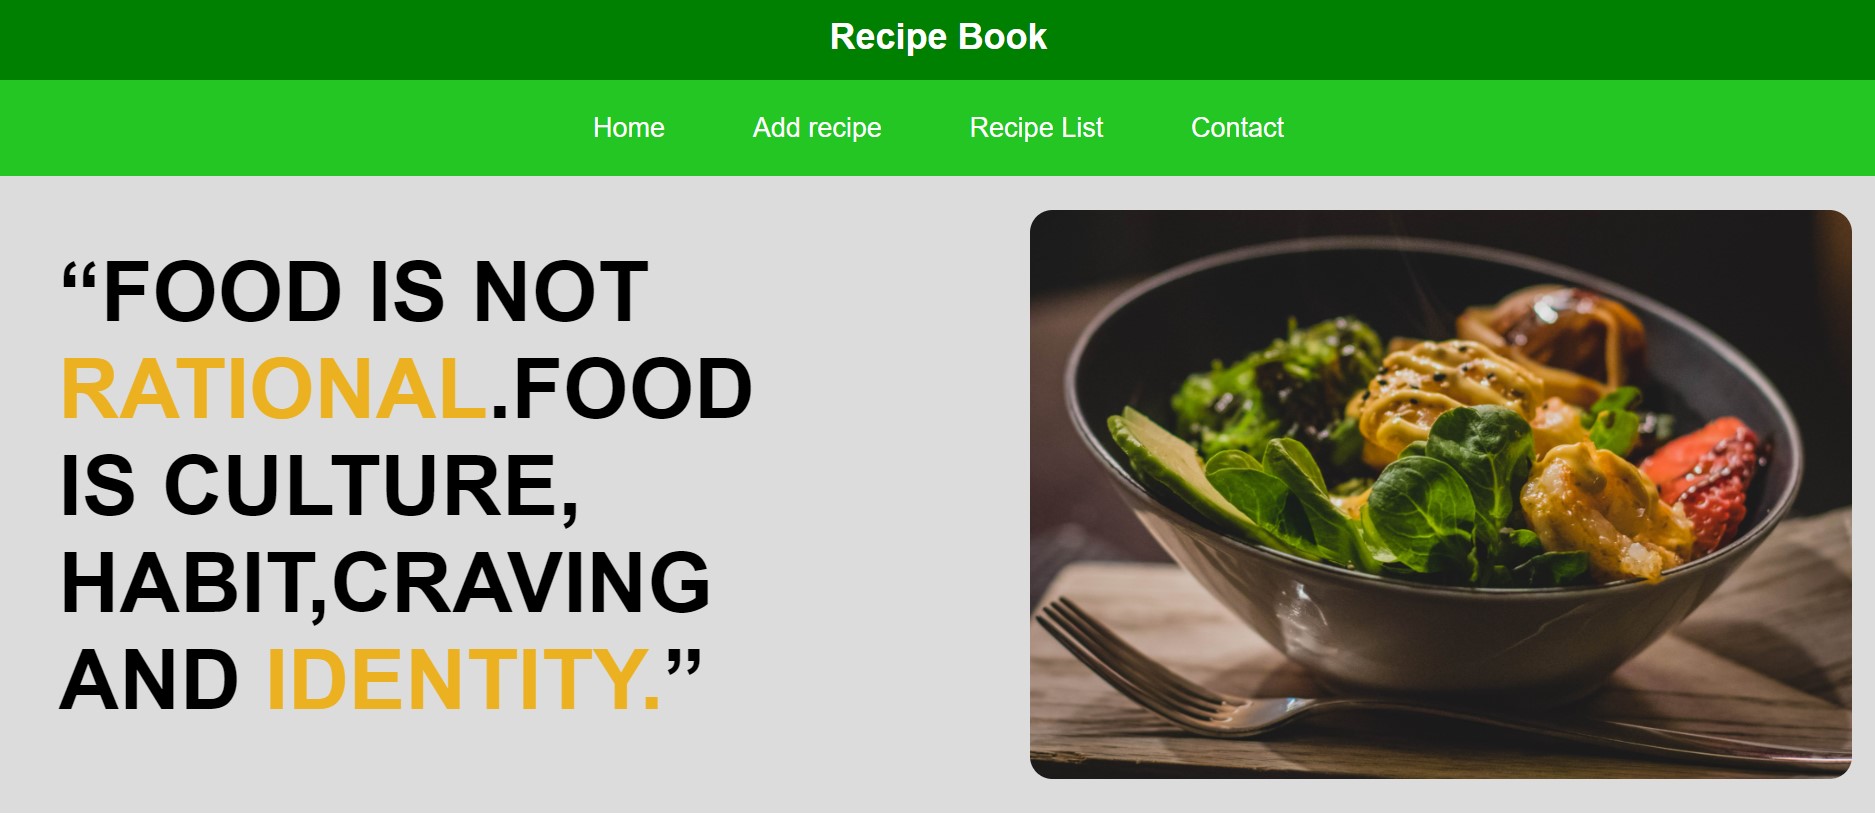 Recipe Book
Home Add recipe Recipe List Contact
“FOOD IS NOT
RATIONAL.FOOD
IS CULTURE,
HABIT,CRAVING
AND IDENTITY.”